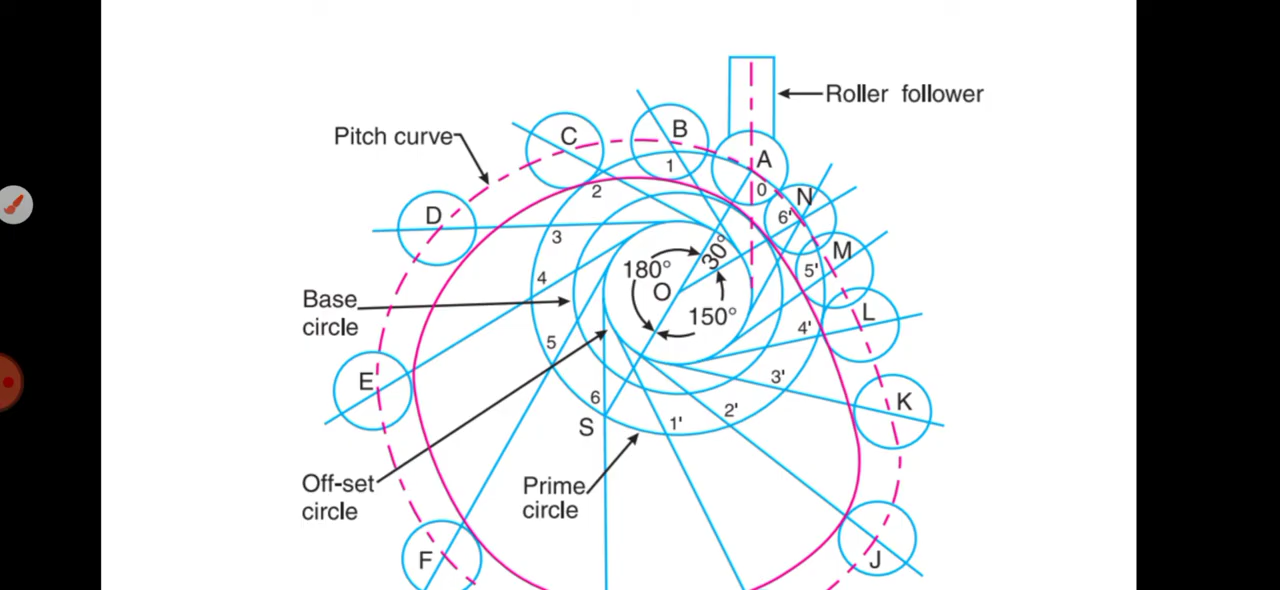 Roller follower
Pitch curve
C
B
A
1
0
2
N
6'
D
3
M
5'
30°
180°
4
O
Base
circle
150°
L
4'
5
E
3'
K
6
2'
S
1'
Off-set
circle
Prime
circle
F
J